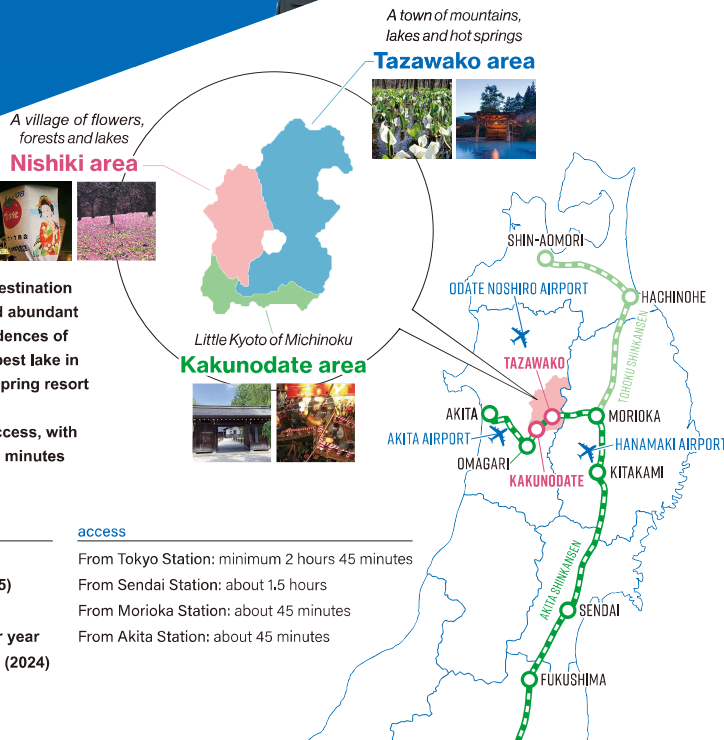 A town of mountains,
lakes and hot springs
Tazawako area
A village of flowers,
forests and lakes
Nishiki area
Little Kyoto of Michinoku
Kakunodate area
estination
d abundant
dences of
pest lake in
spring resort
ccess, with
minutes
5)
r year
(2024)
access
From Tokyo Station: minimum 2 hours 45 minutes
From Sendai Station: about 1.5 hours
From Morioka Station: about 45 minutes
From Akita Station: about 45 minutes
SHIN-AOMORI
HACHINOHE
ODATE NOSHIRO AIRPORT
TOHOKU SHINKANSEN
TAZAWAKO
AKITA
MORIOKA
AKITA AIRPORT
HANAMAKI AIRPORT
OMAGARI
KAKUNODATE
KITAKAMI
AKITA SHINKANSEN
SENDAI
FUKUSHIMA